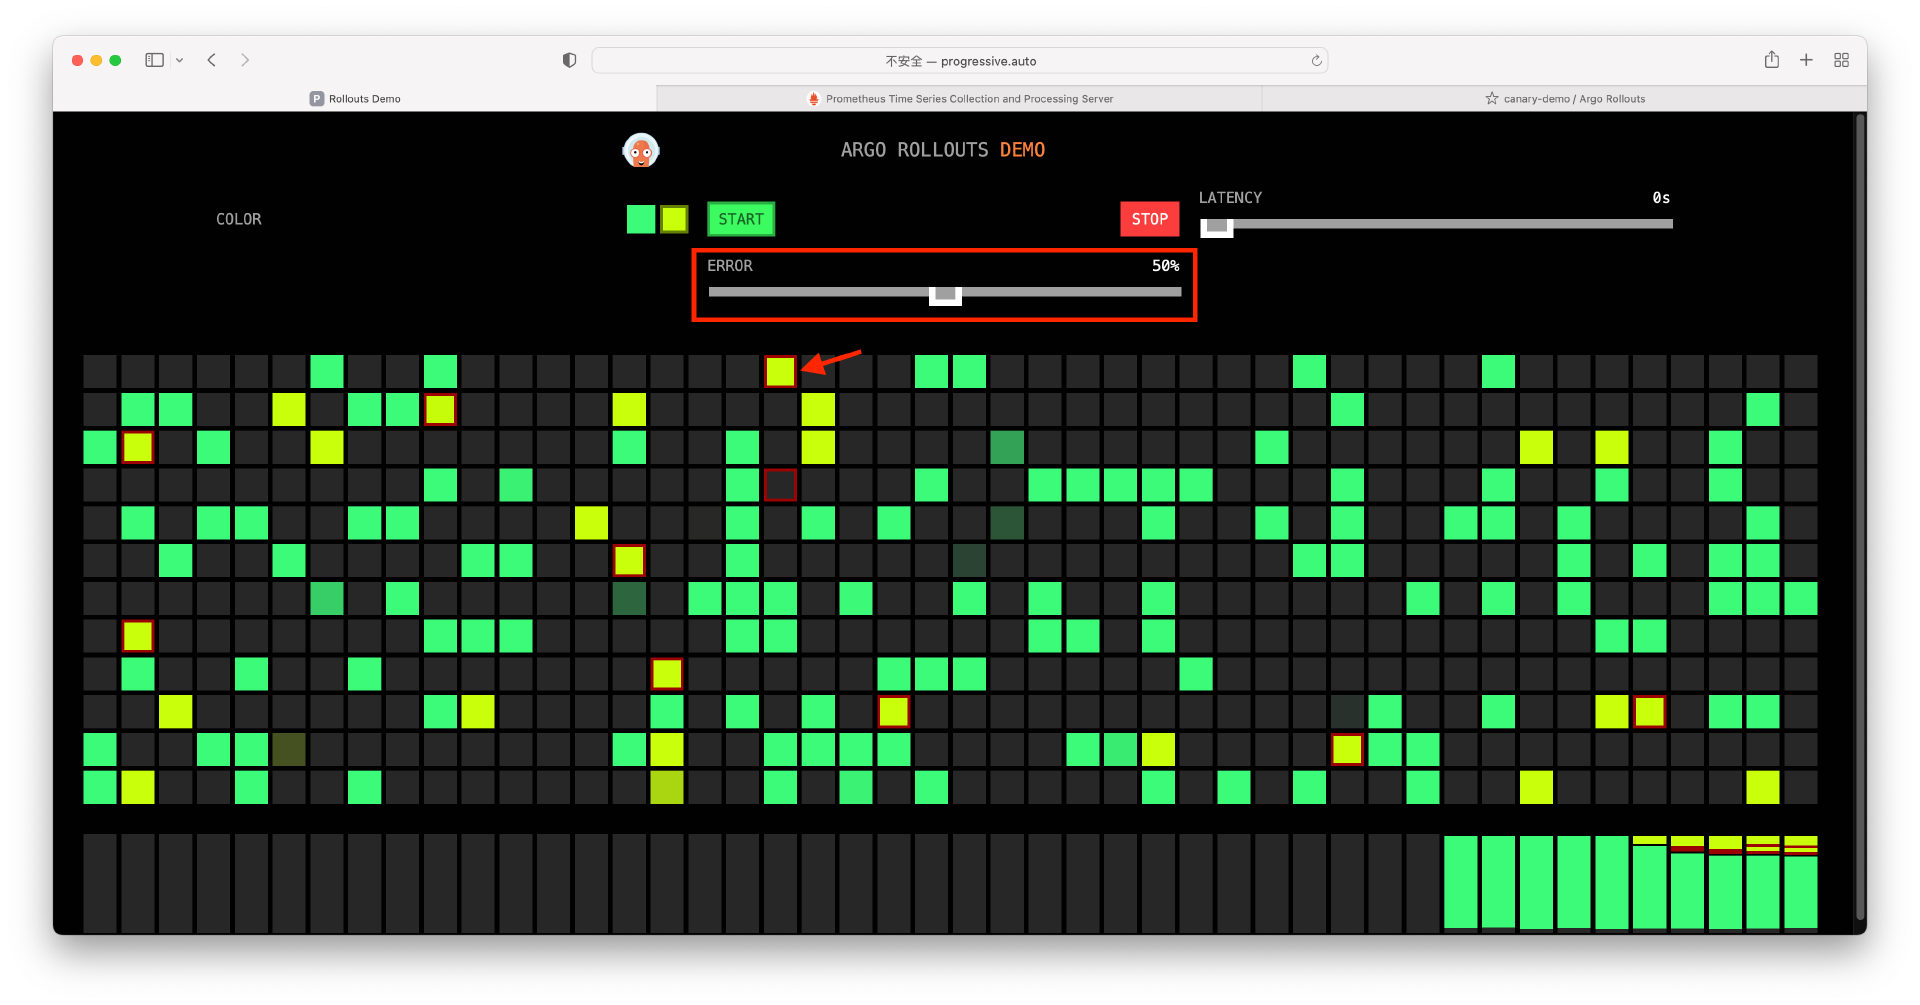 不安全 — progressive.auto
P Rollouts Demo
Prometheus Time Series Collection and Processing Server
canary-demo / Argo Rollouts
ARGO ROLLOUTS DEMO
COLOR
START
STOP
LATENCY
0s
ERROR
50%